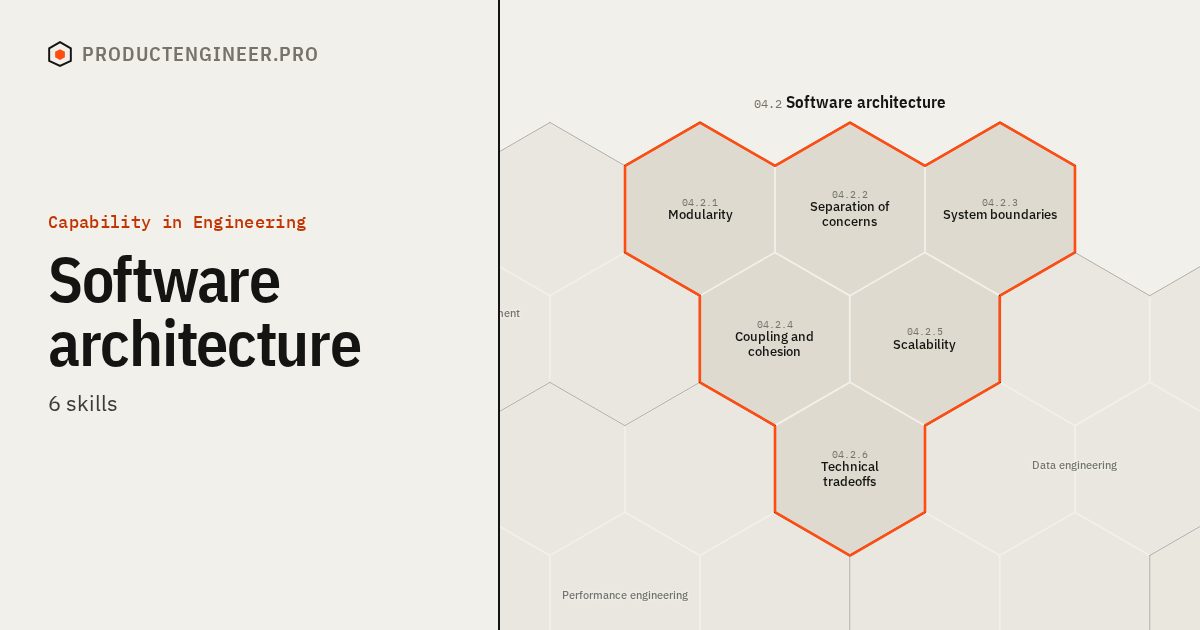 PRODUCTENGINEER.PRO
Capability in Engineering
Software
architecture
6 skills
04.2 Software architecture
04.2.1
Modularity
04.2.2
Separation of
concerns
04.2.3
System boundaries
04.2.4
Coupling and
cohesion
04.2.5
Scalability
04.2.6
Technical
tradeoffs
Data engineering
Performance engineering